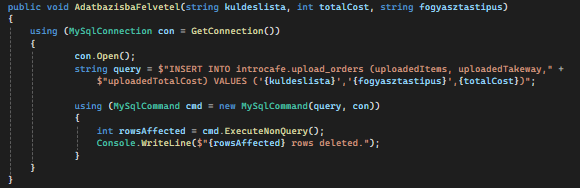 public void AdatbazisbaFelvetel(string kuldeslista, int totalCost, string fogyasztastipus)
{
using (MySqlConnection con = GetConnection())
{
con.Open();
string query = $"INSERT INTO introcafe.upload_orders (uploadedItems, uploadedTakeway," +
$"uploadedTotalCost) VALUES ('{kuldeslista}','{fogyasztastipus}',{totalCost})";
using (MySqlCommand cmd = new MySqlCommand(query, con))
{
int rowsAffected = cmd.ExecuteNonQuery();
Console.WriteLine($"{rowsAffected} rows deleted.");
}
}
}